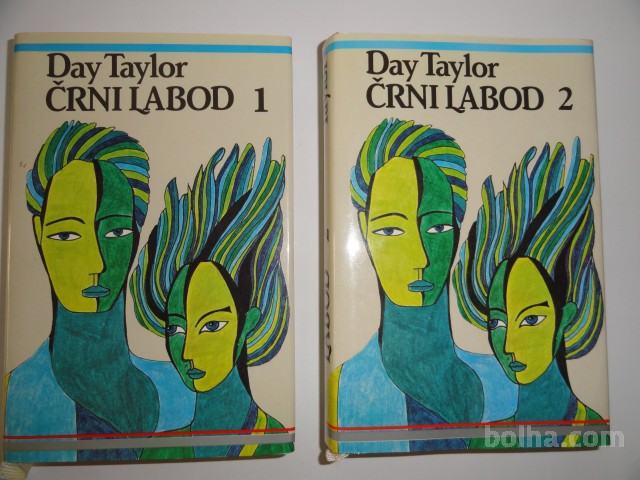 Day Taylor
ČRNI LABOD 1
Day Taylor
ČRNI LABOD 2
bolha.com